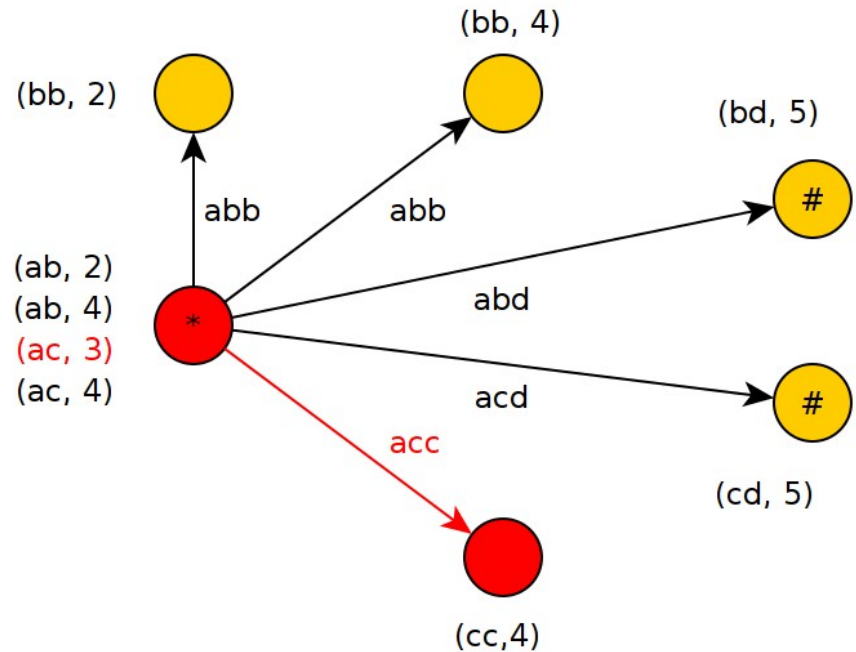 (bb, 4)
(bb, 2)
(bd, 5)
#
abb
abb
(ab, 2)
(ab, 4)
(ac, 3)
(ac, 4)
*
abd
acd
#
acc
(cd, 5)
(cc,4)